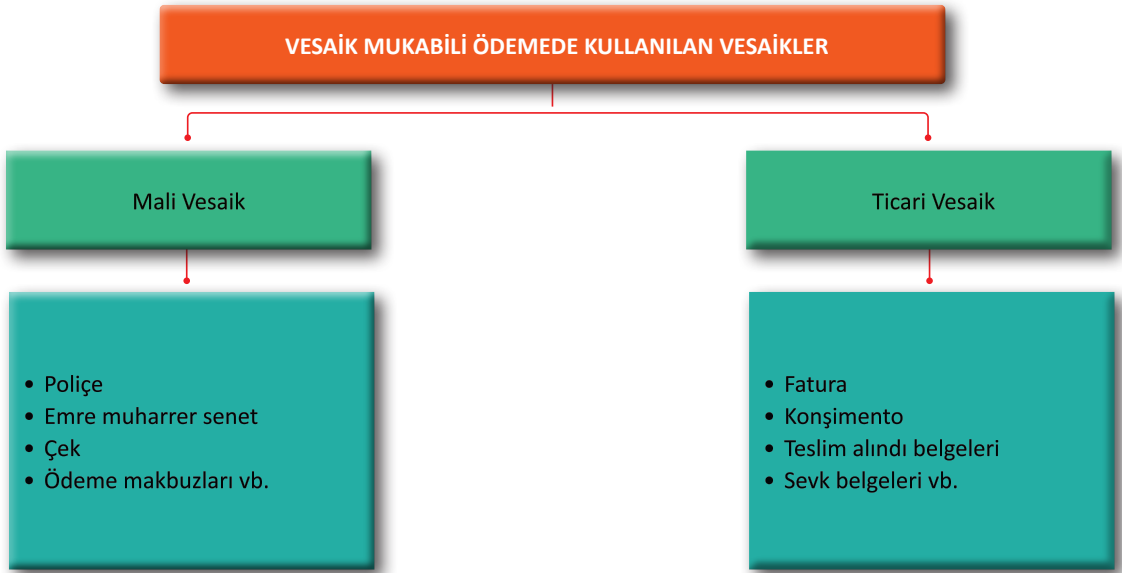 VESAİK MUKABİLİ ÖDEMEDE KULLANILAN VESAİKLER
Mali Vesaik
Ticari Vesaik
• Poliçe
• Emre muharrer senet
• Çek
• Ödeme makbuzları vb.
• Fatura
• Konşimento
• Teslim alındı belgeleri
• Sevk belgeleri vb.